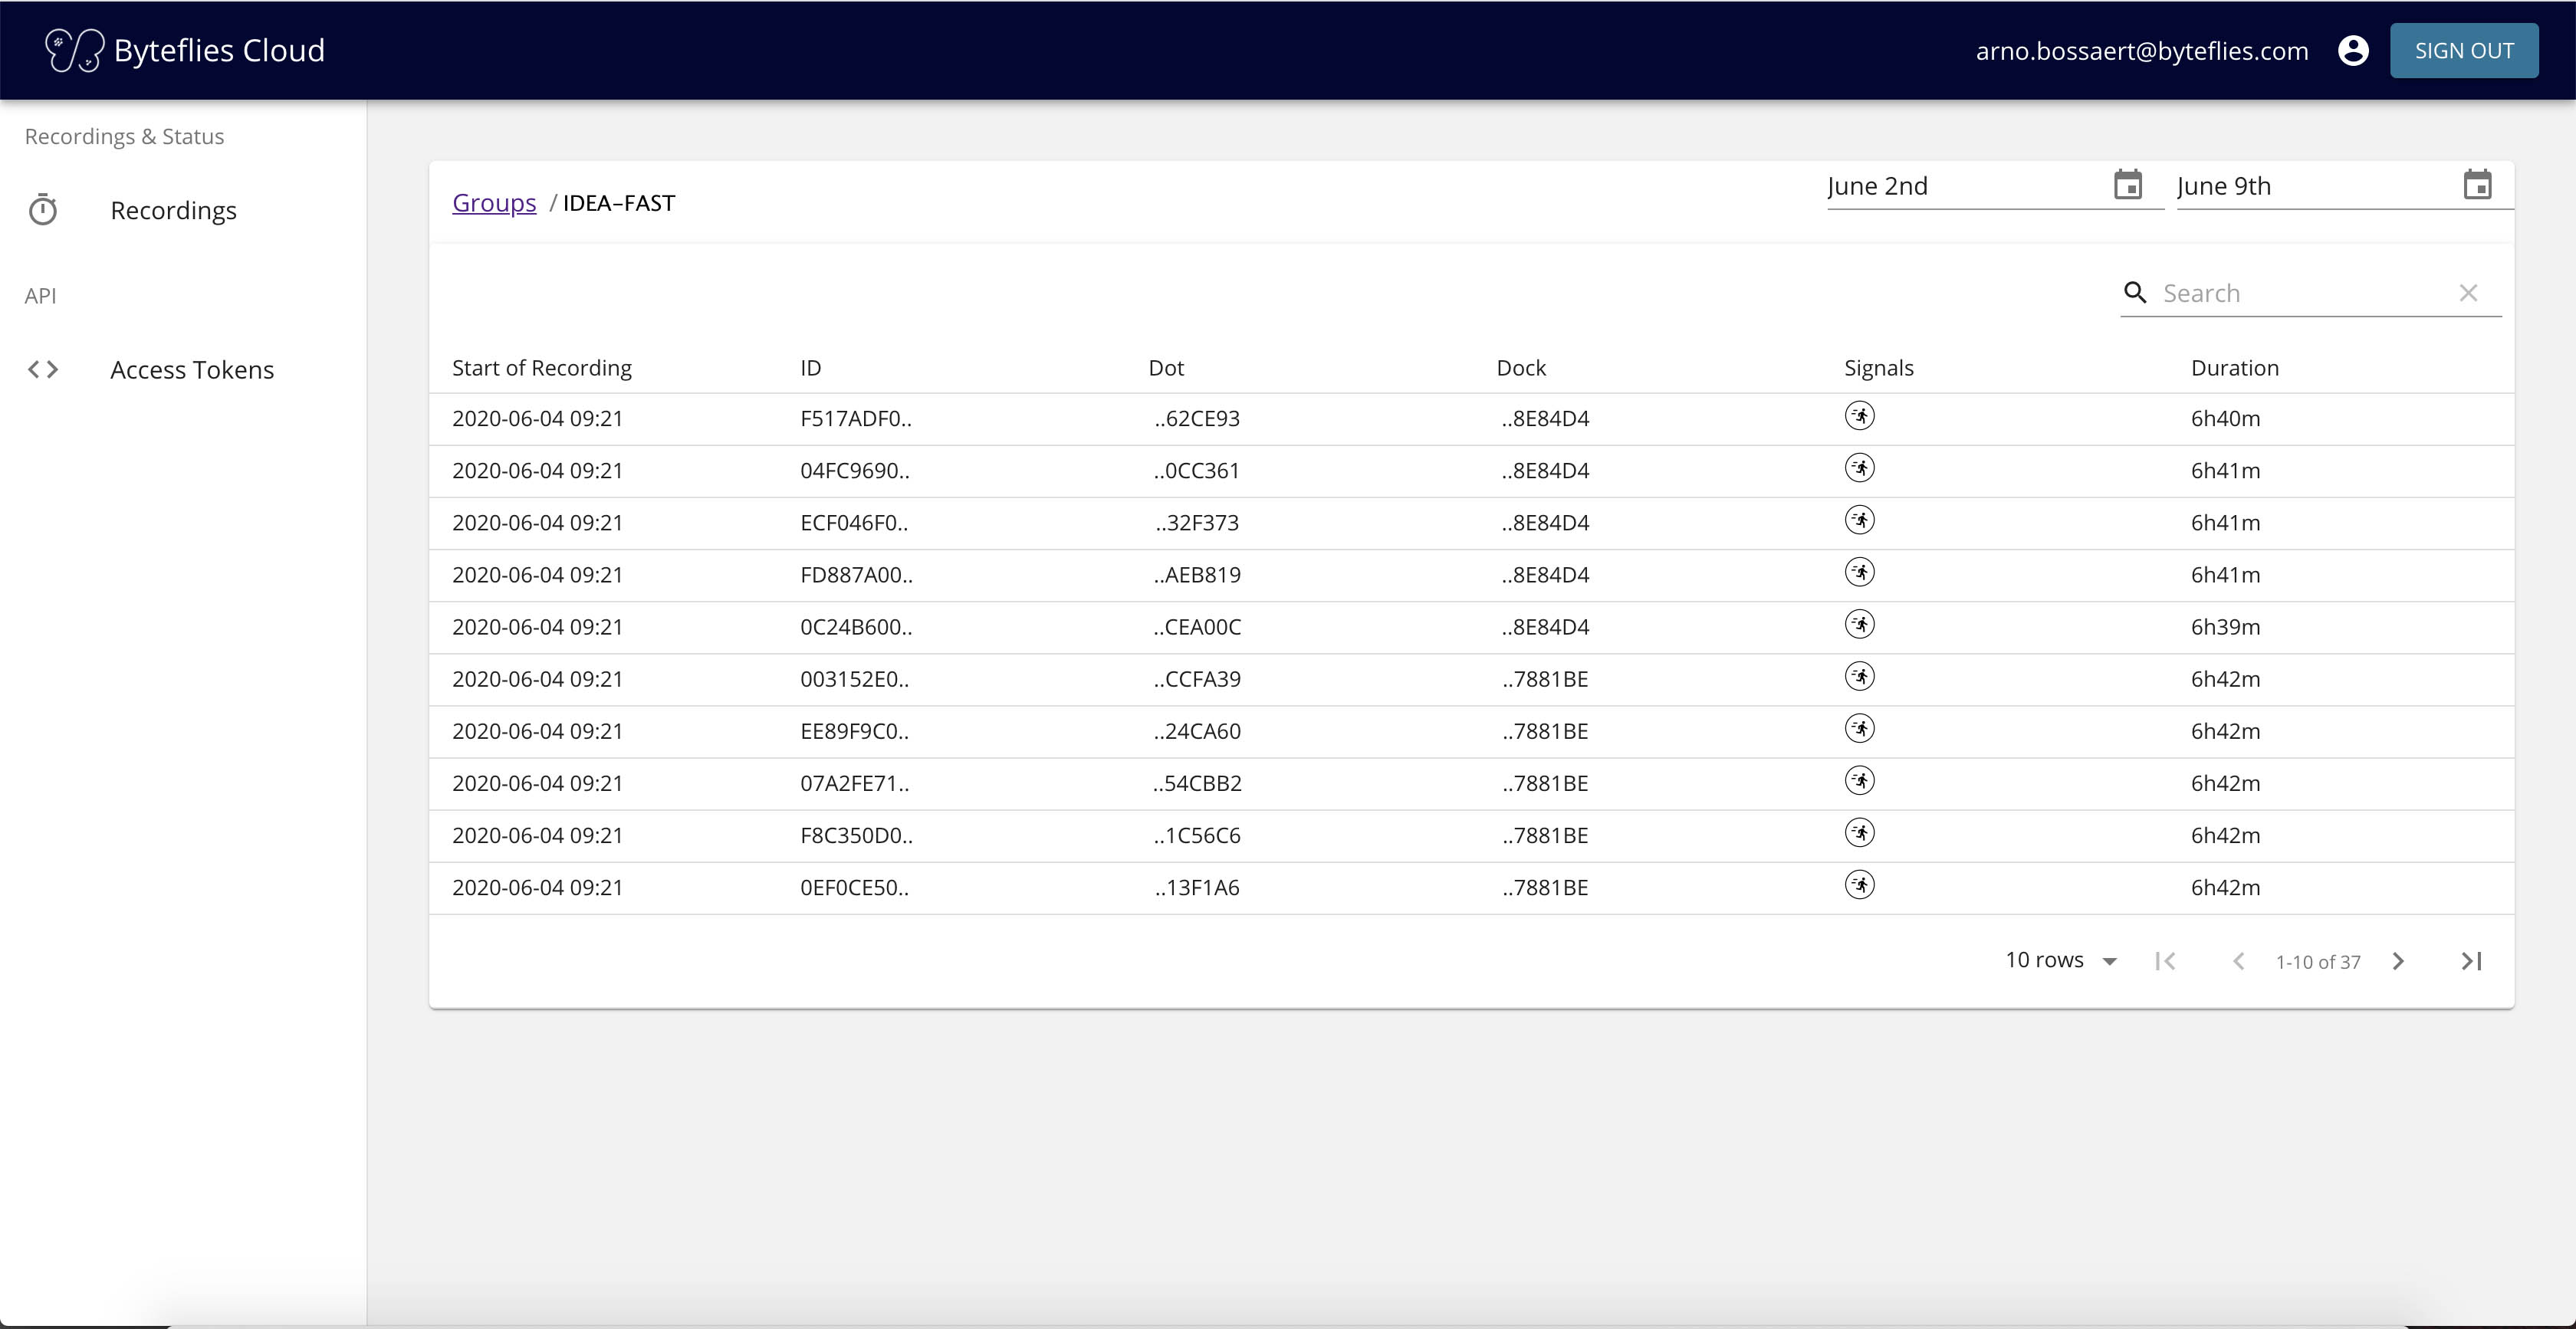 Byteflies Cloud
arno.bossaert@byteflies.com
SIGN OUT
Recordings & Status
Recordings
API
Access Tokens
Groups / IDEA-FAST
June 2nd
June 9th
Search
Start of Recording ID Dot Dock Signals Duration
2020-06-04 09:21 F517ADF0.. ..62CE93 ..8E84D4 6h40m
2020-06-04 09:21 04FC9690.. ..0CC361 ..8E84D4 6h41m
2020-06-04 09:21 ECF046F0.. ..32F373 ..8E84D4 6h41m
2020-06-04 09:21 FD887A00.. ..AEB819 ..8E84D4 6h41m
2020-06-04 09:21 0C24B600.. ..CEA00C ..8E84D4 6h39m
2020-06-04 09:21 003152E0.. ..CCFA39 ..7881BE 6h42m
2020-06-04 09:21 EE89F9C0.. ..24CA60 ..7881BE 6h42m
2020-06-04 09:21 07A2FE71.. ..54CBB2 ..7881BE 6h42m
2020-06-04 09:21 F8C350D0.. ..1C56C6 ..7881BE 6h42m
2020-06-04 09:21 0EF0CE50.. ..13F1A6 ..7881BE 6h42m
10 rows 1-10 of 37